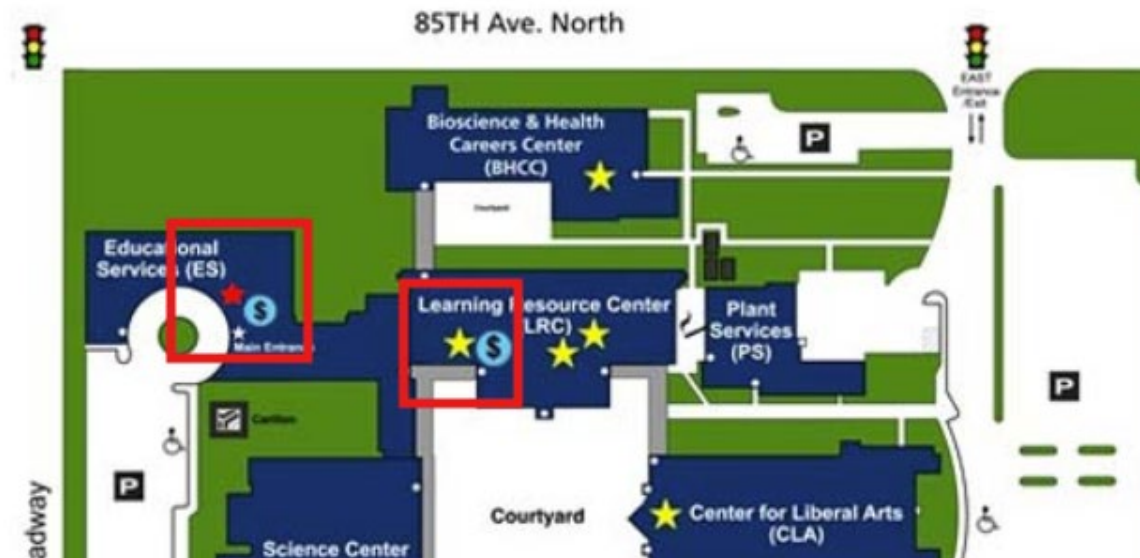 85TH Ave. North
EAST
Entrance
/Exit
Bioscience & Health
Careers Center
(BHCC)
P
Courtyard
Educational
Services (ES)
$
Main Entrance
Learning Resource Center
(LRC)
$
Plant
Services
(PS)
P
Carillon
P
adway
Courtyard
Center for Liberal Arts
(CLA)
Science Center